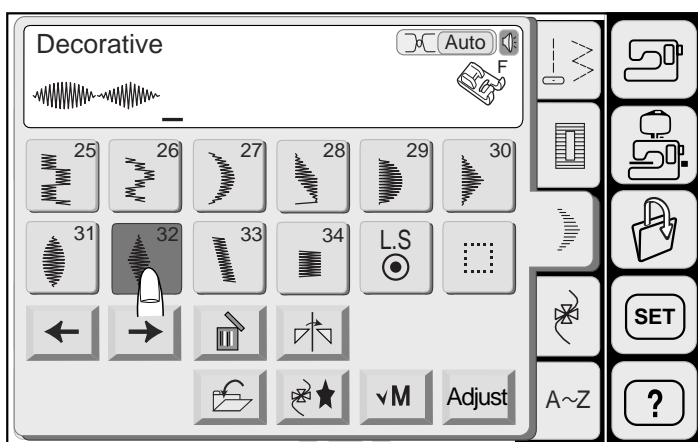 Decorative Auto
F
25 26 27 28 29 30
31 32 33 34 L.S
SET
M Adjust A~Z ?